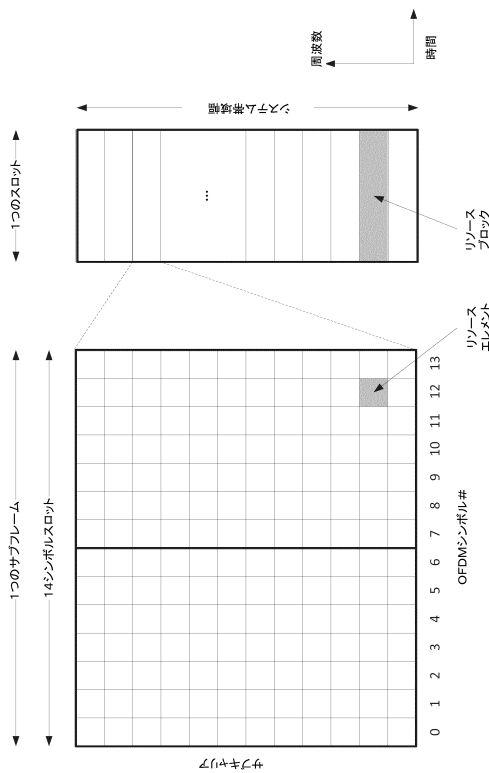 1つのサブフレーム
14シンボルスロット
サブキャリア
0 1 2 3 4 5 6 7 8 9 10 11 12 13
OFDMシンボル#
リソース
エレメント
1つのスロット
システム帯域幅
…
リソース
ブロック
周波数
時間